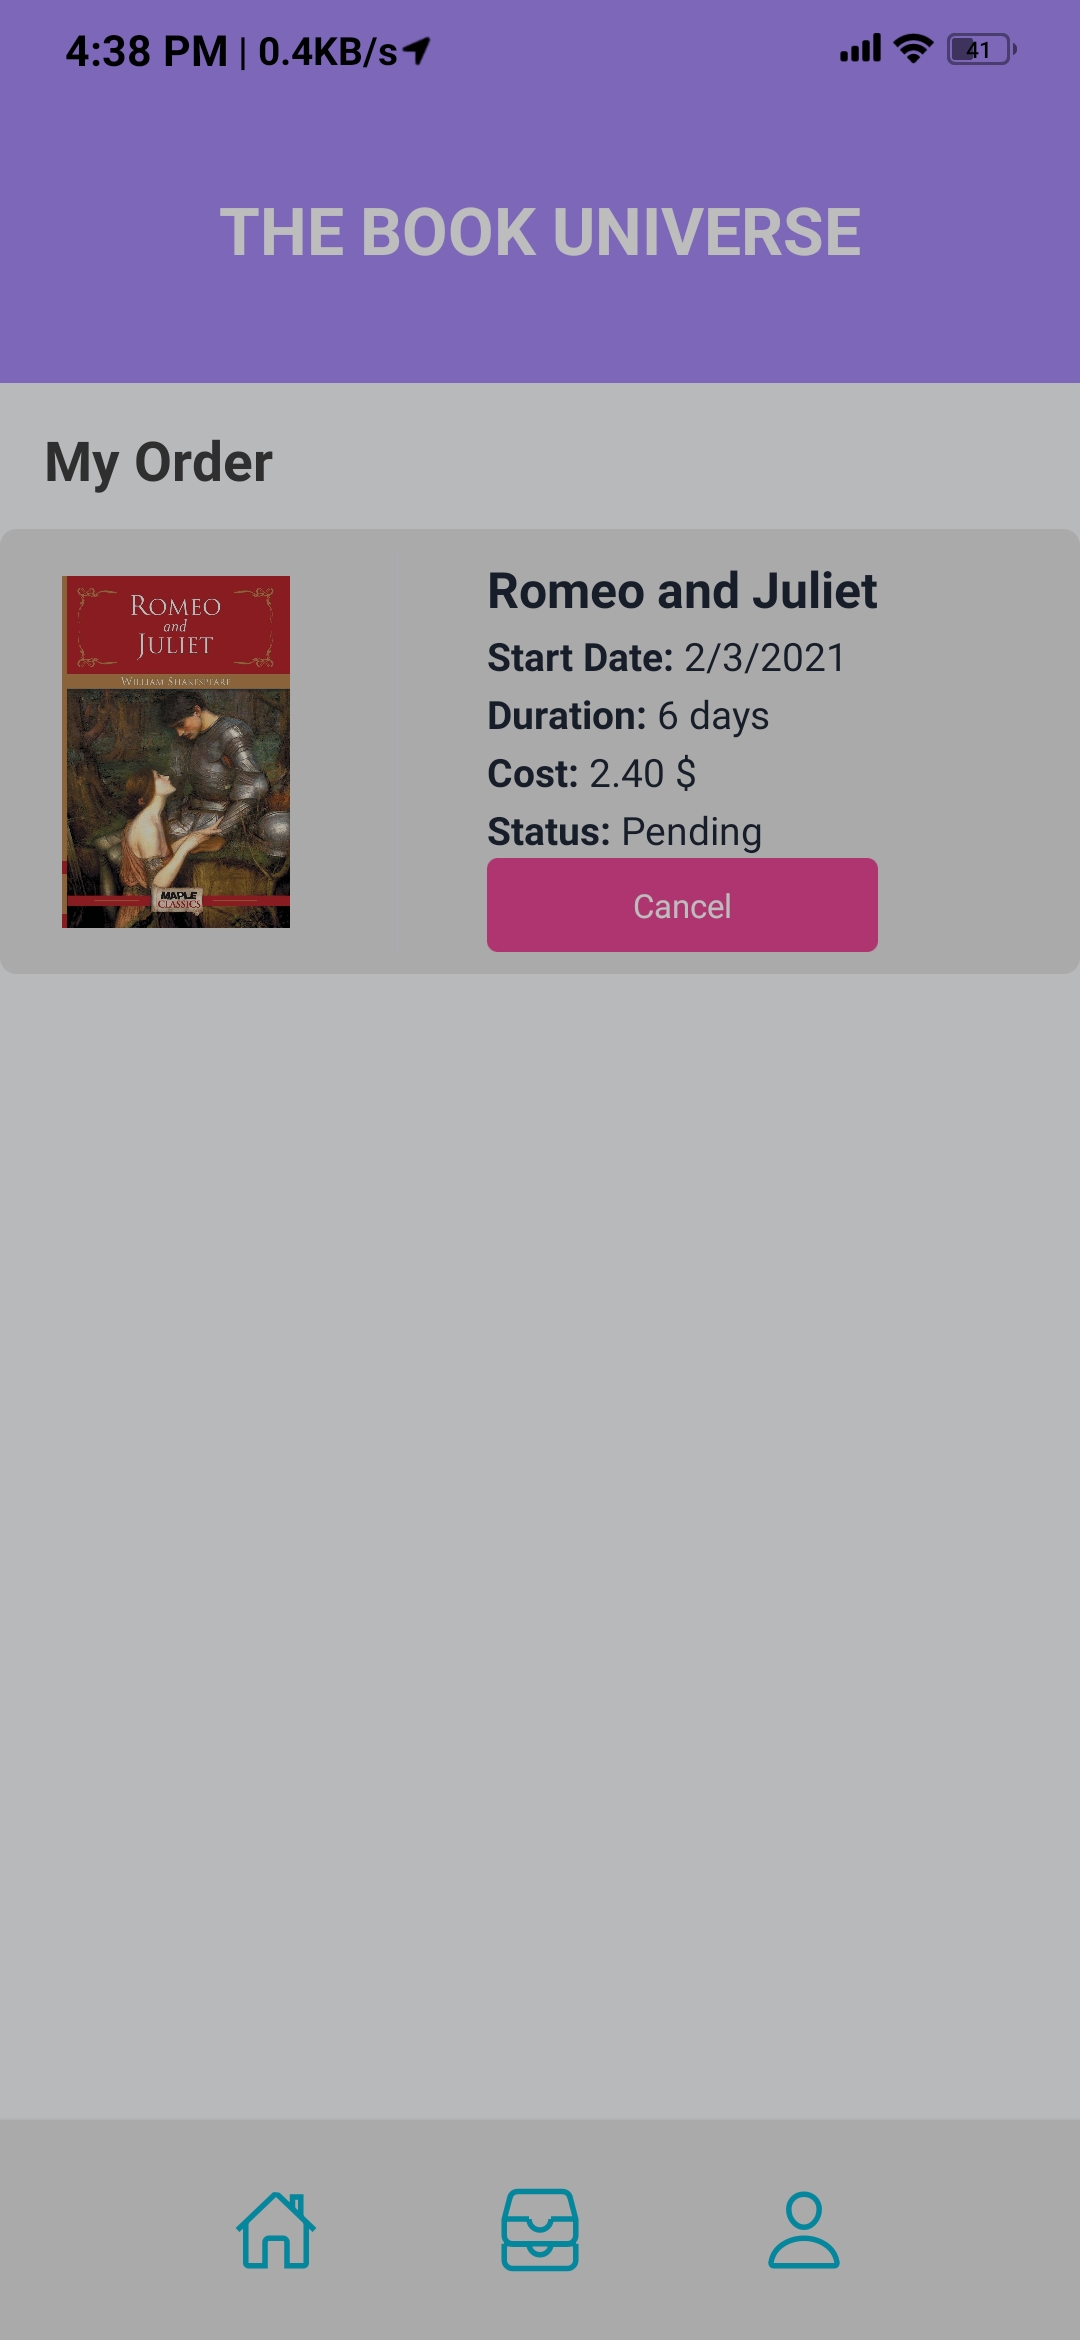 4:38 PM | 0.4KB/s
41
THE BOOK UNIVERSE
My Order
ROMEO
and
JULIET
WILLIAM SHAKESPEARE
MAPLE
CLASSICS
Romeo and Juliet
Start Date: 2/3/2021
Duration: 6 days
Cost: 2.40 $
Status: Pending
Cancel